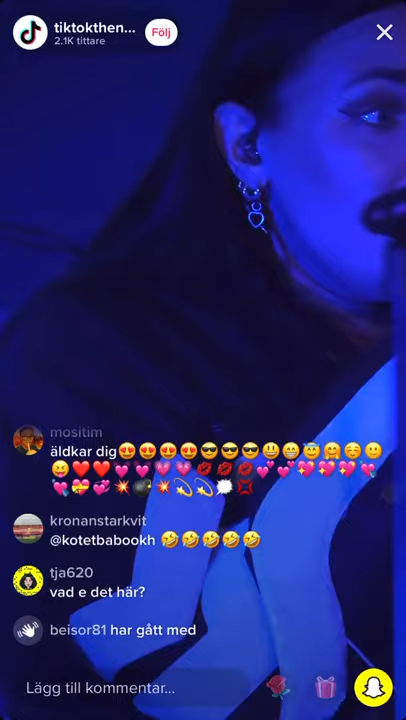 tiktokthen...
2.1K tittare
Följ
mositim
äldkar dig😍😍😍😍😎😎😎😃😁😇🤗☺️🙂
😝❤️❤️💓💓💗💗💋💋💋💕💕💖💖💘
💘💝💞💥💣💥💫💫🗯💢
kronanstarkvit
@kotetbabookh 🤣🤣🤣🤣🤣
tja620
vad e det här?
beisor81 har gått med
Lägg till kommentar...